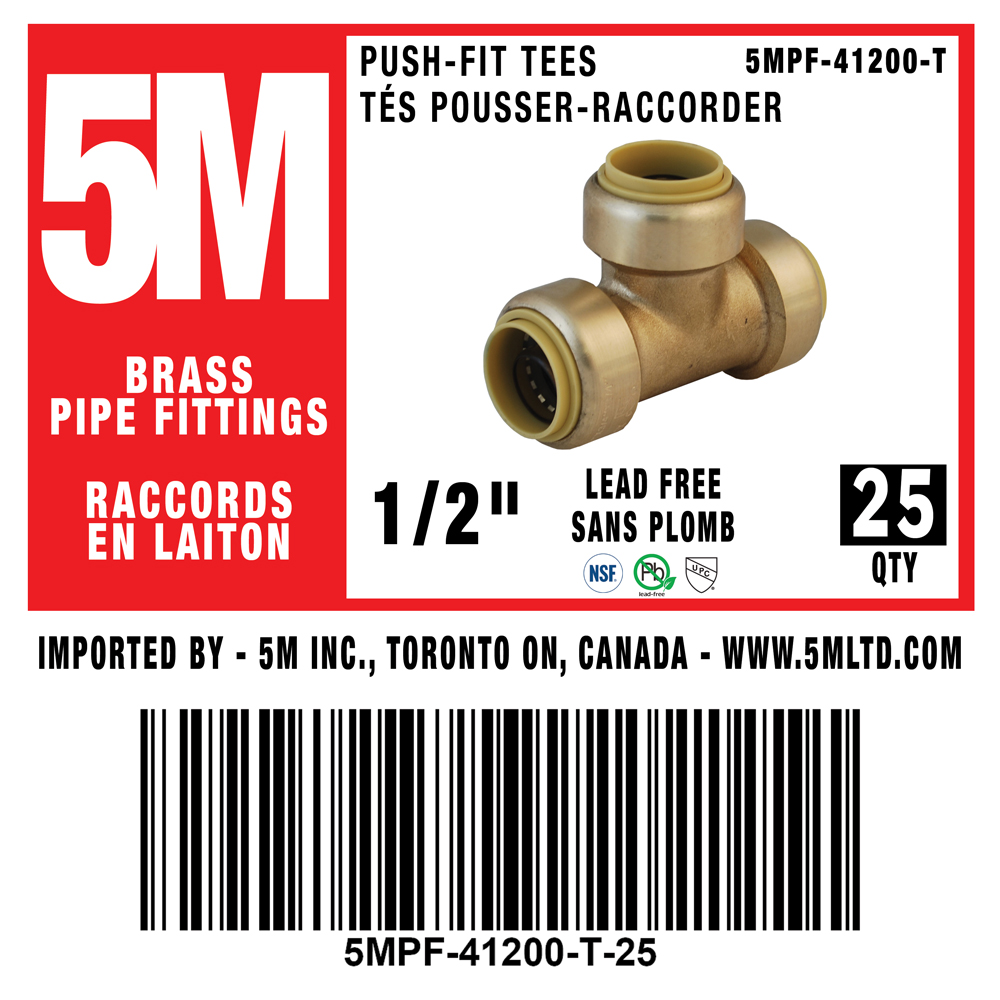 5M
BRASS
PIPE FITTINGS
RACCORDS
EN LAITON
PUSH-FIT TEES
5MPF-41200-T
TÉS POUSSER-RACCORDER
1/2"
LEAD FREE
SANS PLOMB
NSF.
Pb
lead-free
UPC
25
QTY
IMPORTED BY - 5M INC., TORONTO ON, CANADA - WWW.5MLTD.COM
5MPF-41200-T-25